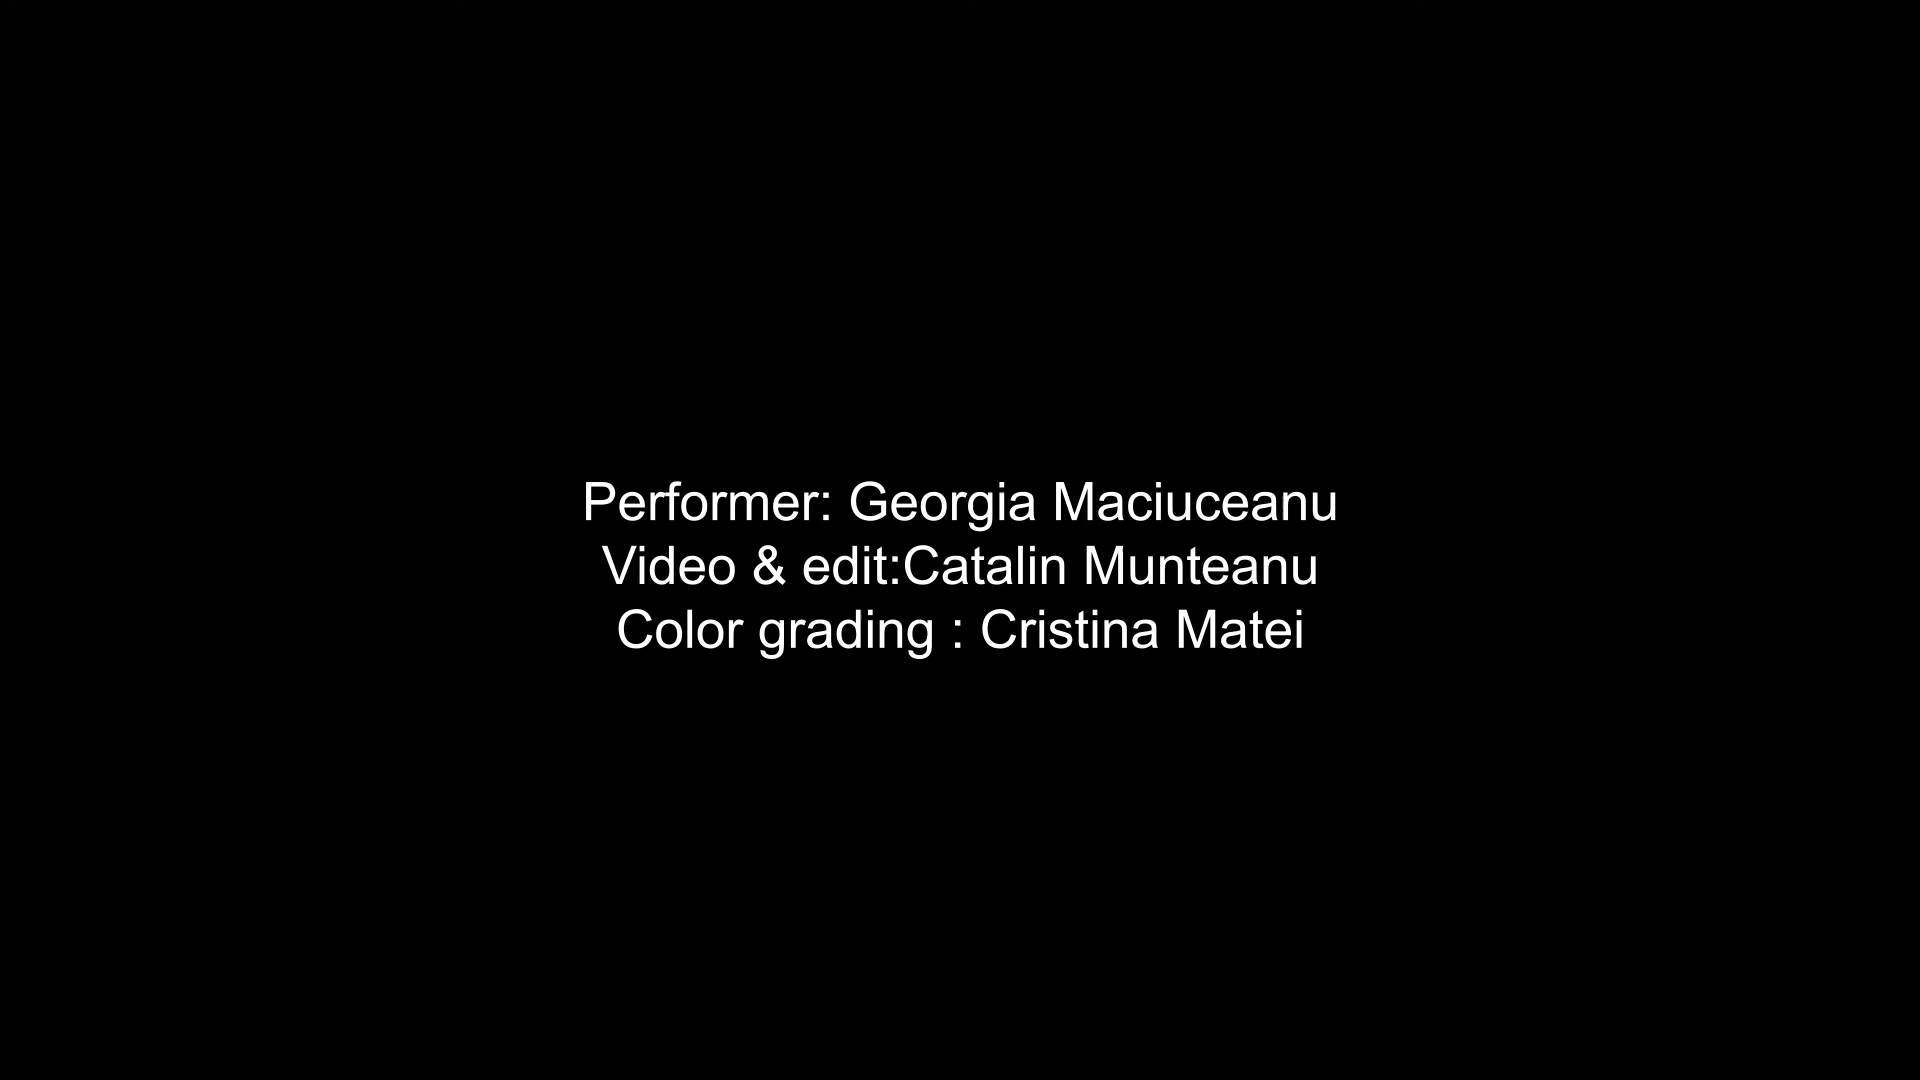 Performer: Georgia Maciuceanu
Video & edit:Catalin Munteanu
Color grading : Cristina Matei